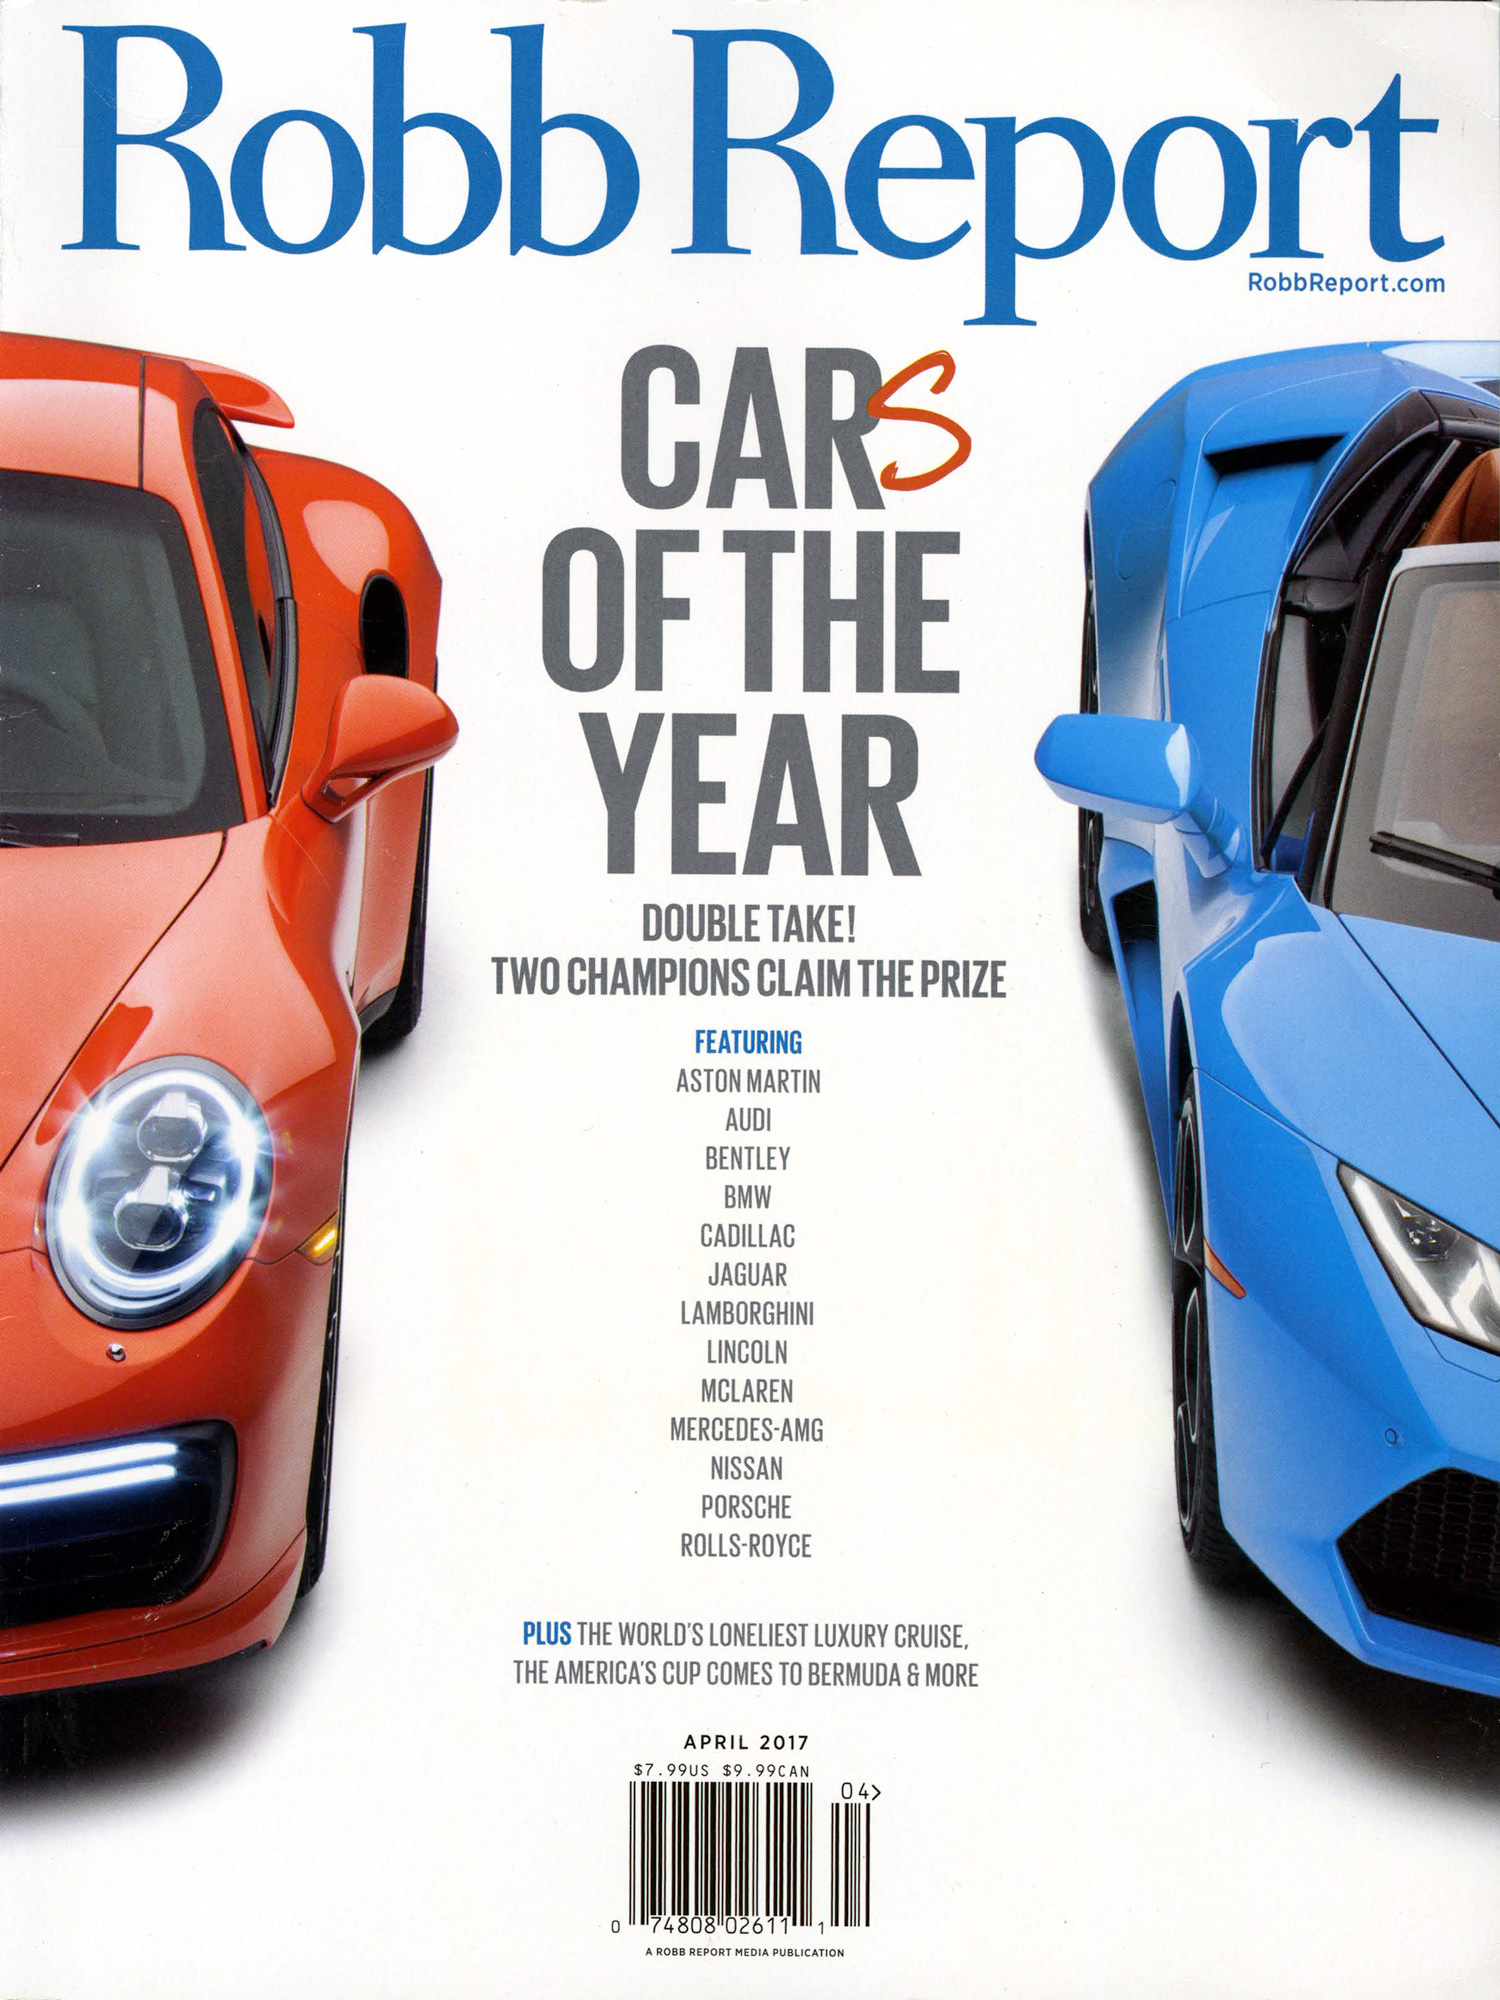 Robb Report
RobbReport.com
CARS
OF THE
YEAR
DOUBLE TAKE!
TWO CHAMPIONS CLAIM THE PRIZE
FEATURING
ASTON MARTIN
AUDI
BENTLEY
BMW
CADILLAC
JAGUAR
LAMBORGHINI
LINCOLN
MCLAREN
MERCEDES-AMG
NISSAN
PORSCHE
ROLLS-ROYCE
PLUS THE WORLD'S LONELIEST LUXURY CRUISE,
THE AMERICA'S CUP COMES TO BERMUDA & MORE
APRIL 2017
$7.99US $9.99CAN
04>
0 74808 02611 1
A ROBB REPORT MEDIA PUBLICATION